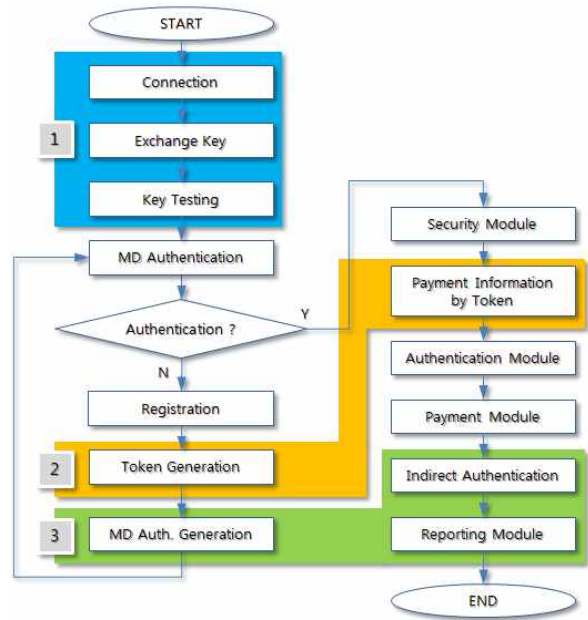 START
1
Connection
Exchange Key
Key Testing
MD Authentication
Authentication ?
Y
N
Registration
2
Token Generation
3
MD Auth. Generation
Security Module
Payment Information
by Token
Authentication Module
Payment Module
Indirect Authentication
Reporting Module
END